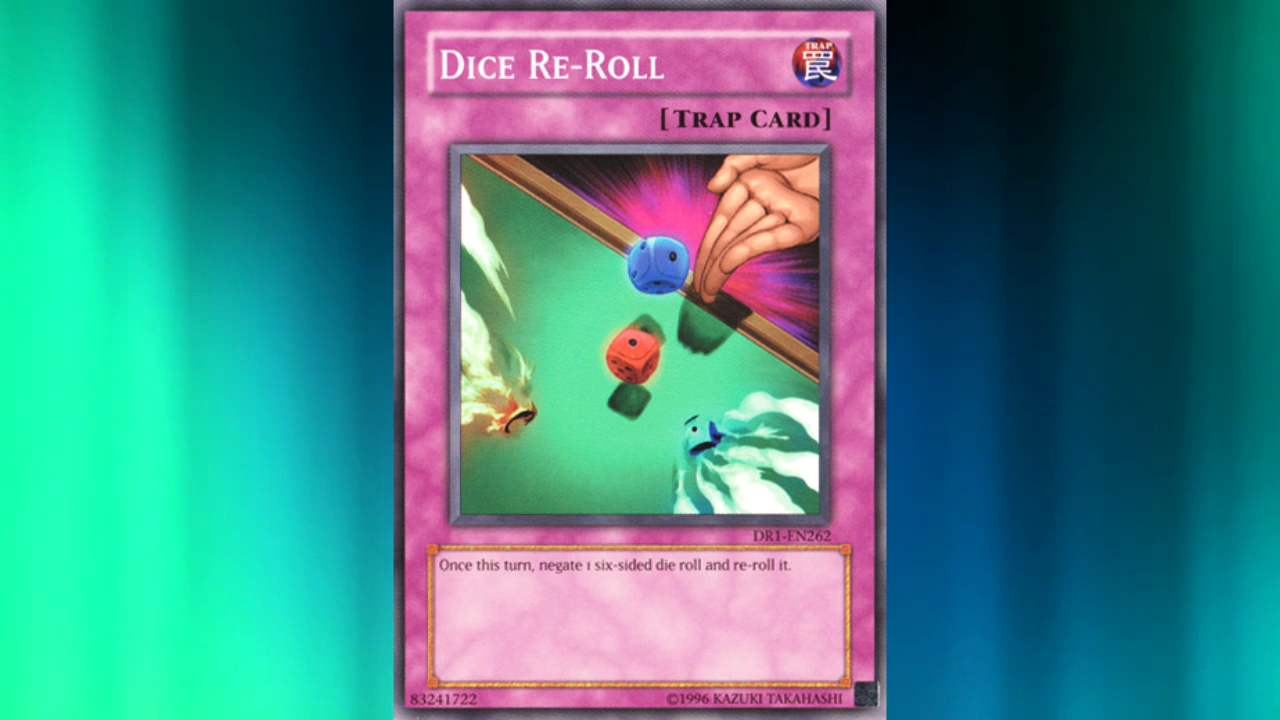 DICE RE-ROLL
TRAP
罠
[TRAP CARD]
DR1-EN262
Once this turn, negate 1 six-sided die roll and re-roll it.
83241722
©1996 KAZUKI TAKAHASHI